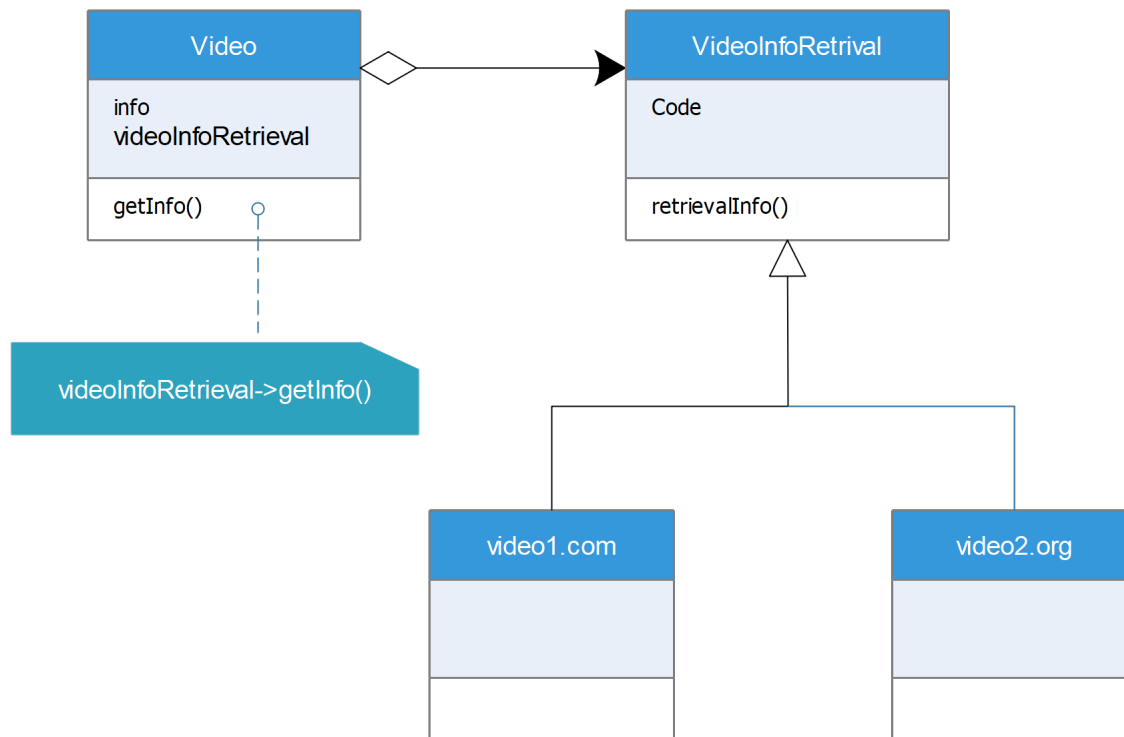 Video
info
videoInfoRetrieval
getInfo()
videoInfoRetrieval->getInfo()
VideoInfoRetrival
Code
retrievalInfo()
video1.com
video2.org